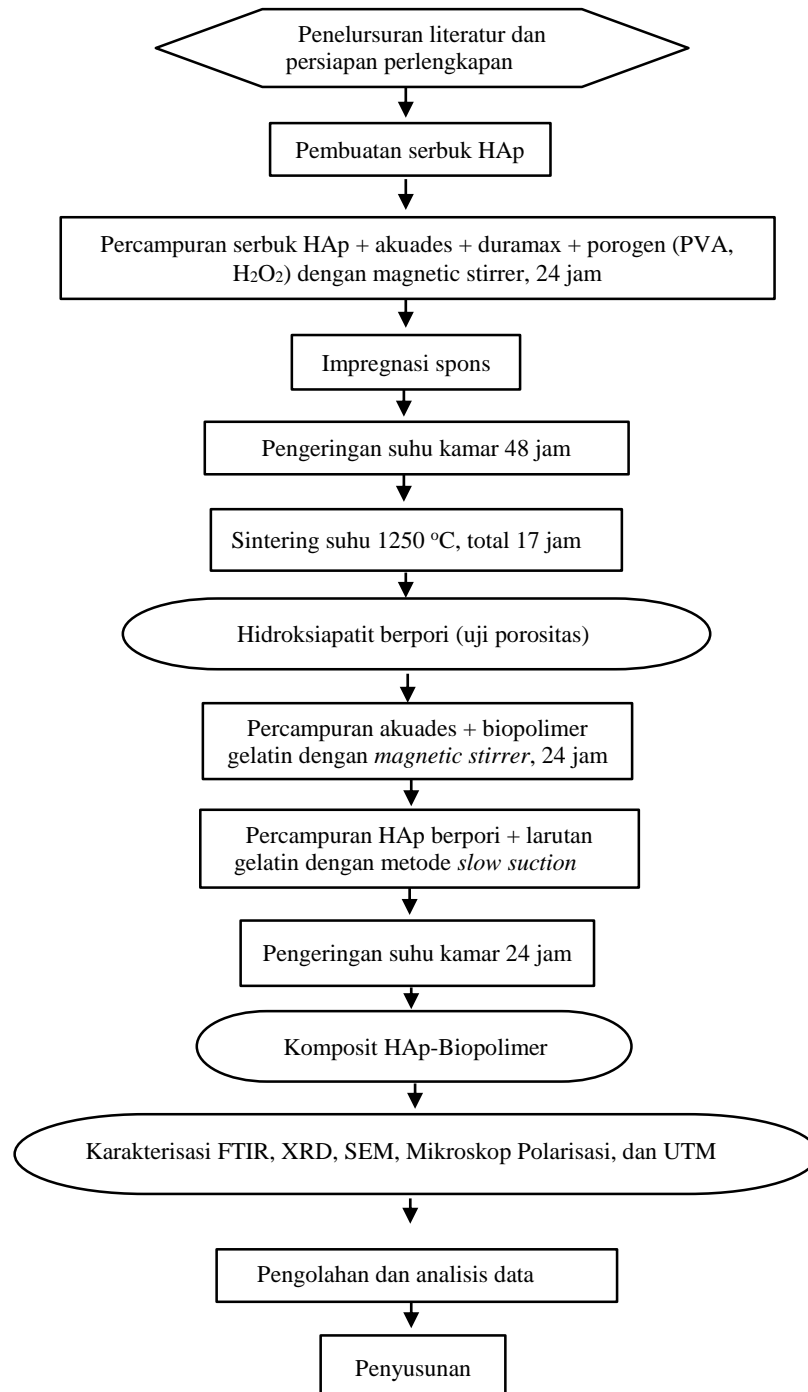 Penelursuran literatur dan
persiapan perlengkapan
Pembuatan serbuk HAp
Percampuran serbuk HAp + akuades + duramax + porogen (PVA,
H₂O₂) dengan magnetic stirrer, 24 jam
Impregnasi spons
Pengeringan suhu kamar 48 jam
Sintering suhu 1250 °C, total 17 jam
Hidroksiapatit berpori (uji porositas)
Percampuran akuades + biopolimer
gelatin dengan magnetic stirrer, 24 jam
Percampuran HAp berpori + larutan
gelatin dengan metode slow suction
Pengeringan suhu kamar 24 jam
Komposit HAp-Biopolimer
Karakterisasi FTIR, XRD, SEM, Mikroskop Polarisasi, dan UTM
Pengolahan dan analisis data
Penyusunan